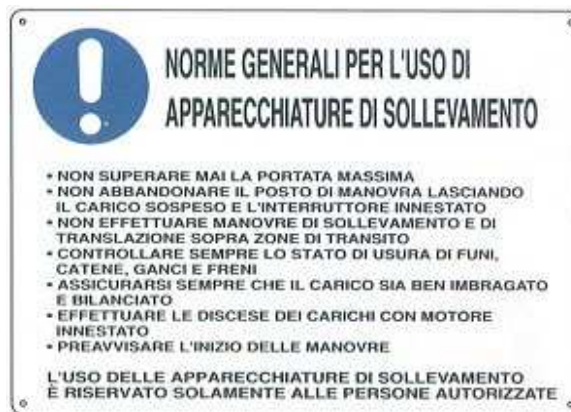 NORME GENERALI PER L'USO DI
APPARECCHIATURE DI SOLLEVAMENTO
• NON SUPERARE MAI LA PORTATA MASSIMA
• NON ABBANDONARE IL POSTO DI MANOVRA LASCIANDO
IL CARICO SOSPESO E L'INTERRUTTORE INNESTATO
• NON EFFETTUARE MANOVRE DI SOLLEVAMENTO E DI
TRANSLAZIONE SOPRA ZONE DI TRANSITO
• CONTROLLARE SEMPRE LO STATO DI USURA DI FUNI,
CATENE, GANCI E FRENI
• ASSICURARSI SEMPRE CHE IL CARICO SIA BEN IMBRAGATO
E BILANCIATO
• EFFETTUARE LE DISCESE DEI CARICHI CON MOTORE
INNESTATO
• PREAVVISARE L'INIZIO DELLE MANOVRE
L'USO DELLE APPARECCHIATURE DI SOLLEVAMENTO
È RISERVATO SOLAMENTE ALLE PERSONE AUTORIZZATE